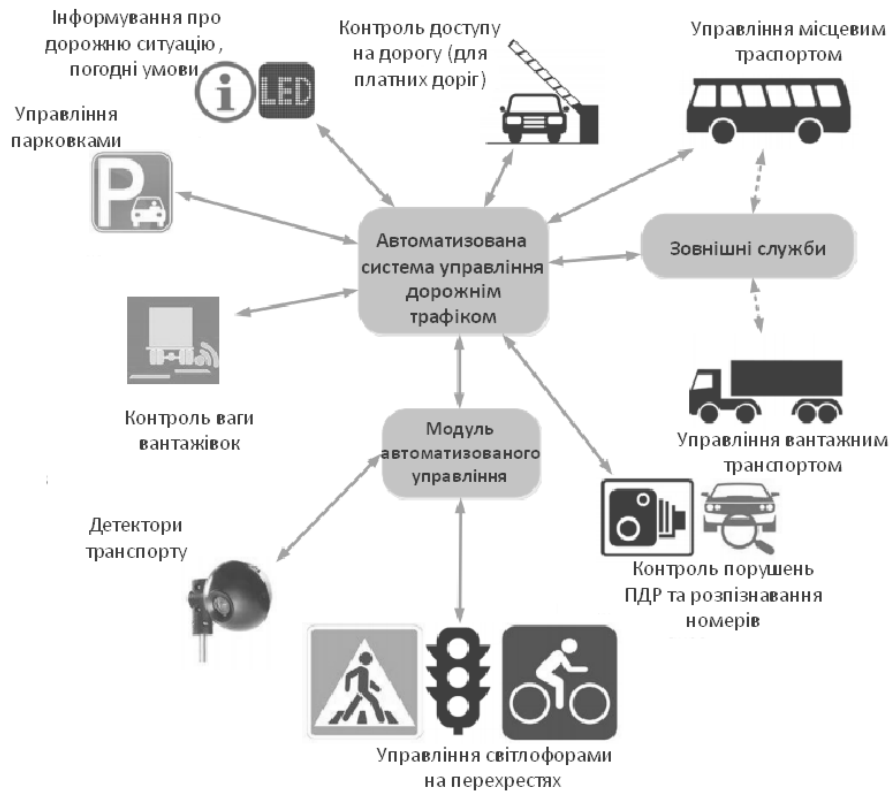 Інформування про
дорожню ситуацію ,
погодні умови
LED
Контроль доступу
на дорогу (для
платних доріг)
Управління місцевим
траспортом
Управління
парковками
P
Автоматизована
система управління
дорожнім
трафіком
Зовнішні служби
Контроль ваги
вантажівок
Модуль
автоматизованого
управління
Управління вантажним
транспортом
Детектори
транспорту
Контроль порушень
ПДР та розпізнавання
номерів
Управління світлофорами
на перехрестях